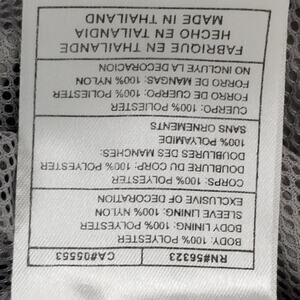 RN#56323 CA#05553
BODY: 100% POLYESTER
BODY LINING: 100% POLYESTER
SLEEVE LINING: 100% NYLON
EXCLUSIVE OF DECORATION
CORPS: 100% POLYESTER
DOUBLURE DU CORPS: 100% POLYESTER
DOUBLURES DES MANCHES:
100% POLYAMIDE
SANS ORNEMENTS
CUERPO: 100% POLIESTER
FORRO DE CUERPO: 100% POLIESTER
FORRO DE MANGAS: 100% NYLON
NO INCLUYE LA DECORACION
FABRIQUE EN THAILANDE
HECHO EN TAILANDIA
MADE IN THAILAND